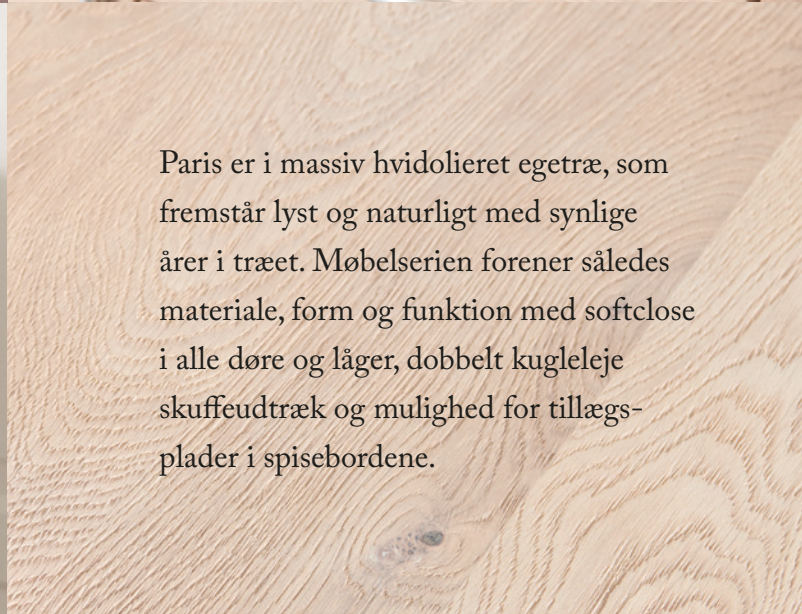 Paris er i massiv hvidolieret egetræ, som
fremstår lyst og naturligt med synlige
årer i træet. Møbelserien forener således
materiale, form og funktion med softclose
i alle døre og låger, dobbelt kugleleje
skuffeudtræk og mulighed for tillægs-
plader i spisebordene.